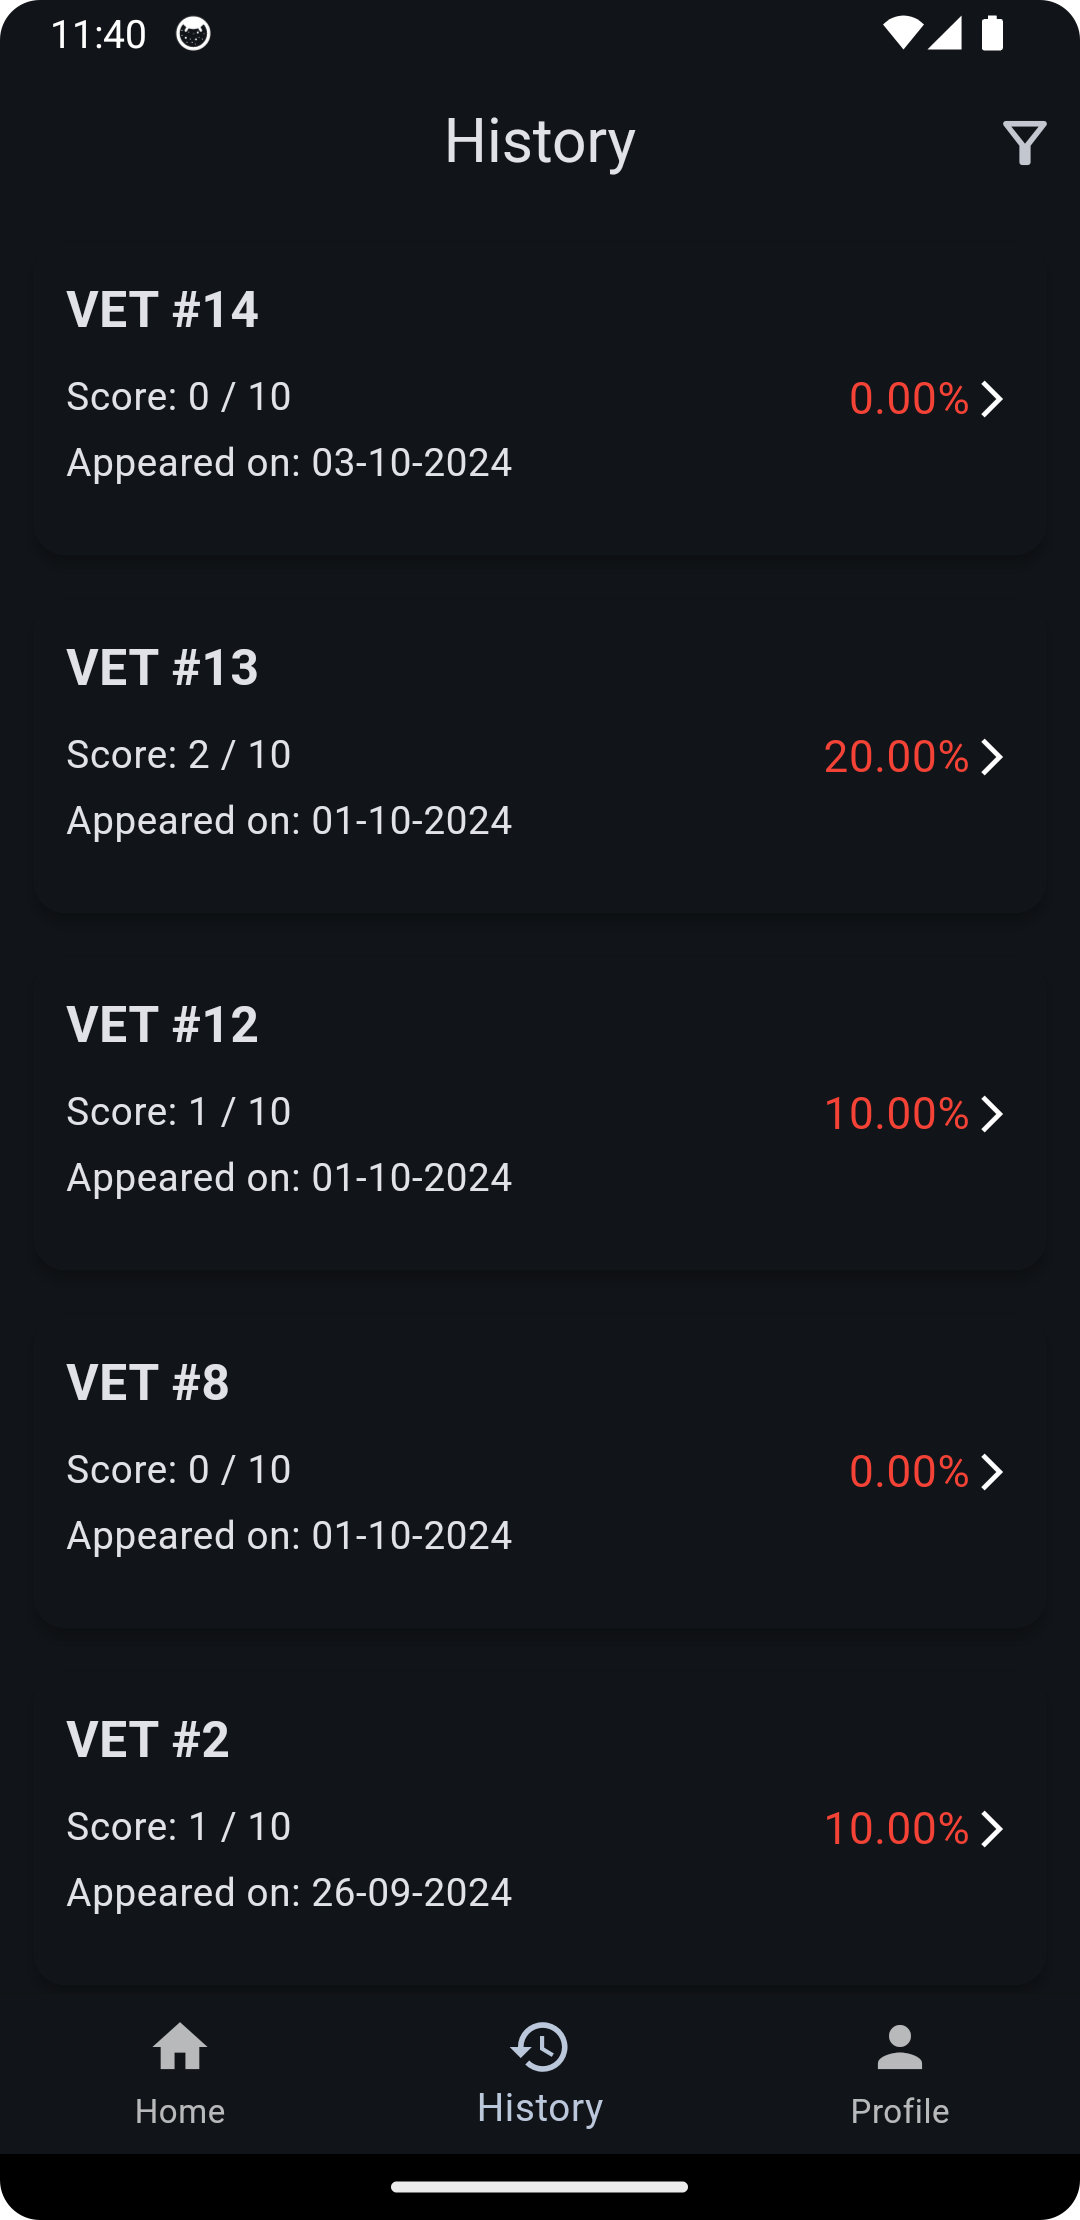 11:40
History
VET #14
Score: 0 / 10
0.00%
Appeared on: 03-10-2024
VET #13
Score: 2 / 10
20.00%
Appeared on: 01-10-2024
VET #12
Score: 1 / 10
10.00%
Appeared on: 01-10-2024
VET #8
Score: 0 / 10
0.00%
Appeared on: 01-10-2024
VET #2
Score: 1 / 10
10.00%
Appeared on: 26-09-2024
Home
History
Profile